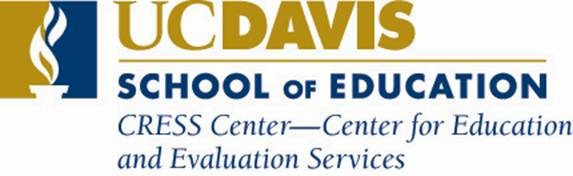 UCDAVIS
SCHOOL OF EDUCATION
CRESS Center—Center for Education
and Evaluation Services